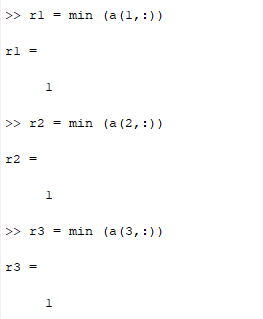 >> r1 = min (a(1,:))
r1 =
1
>> r2 = min (a(2,:))
r2 =
1
>> r3 = min (a(3,:))
r3 =
1